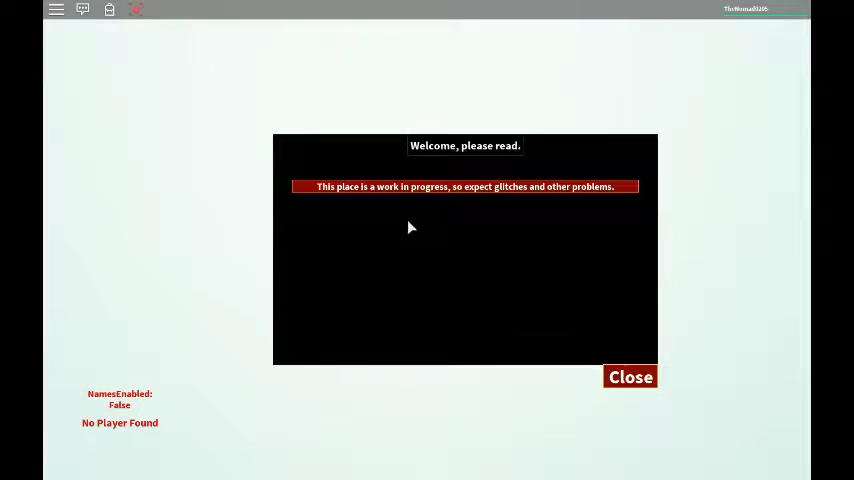 TheNomad0205
Welcome, please read.
This place is a work in progress, so expect glitches and other problems.
Close
NamesEnabled:
False
No Player Found